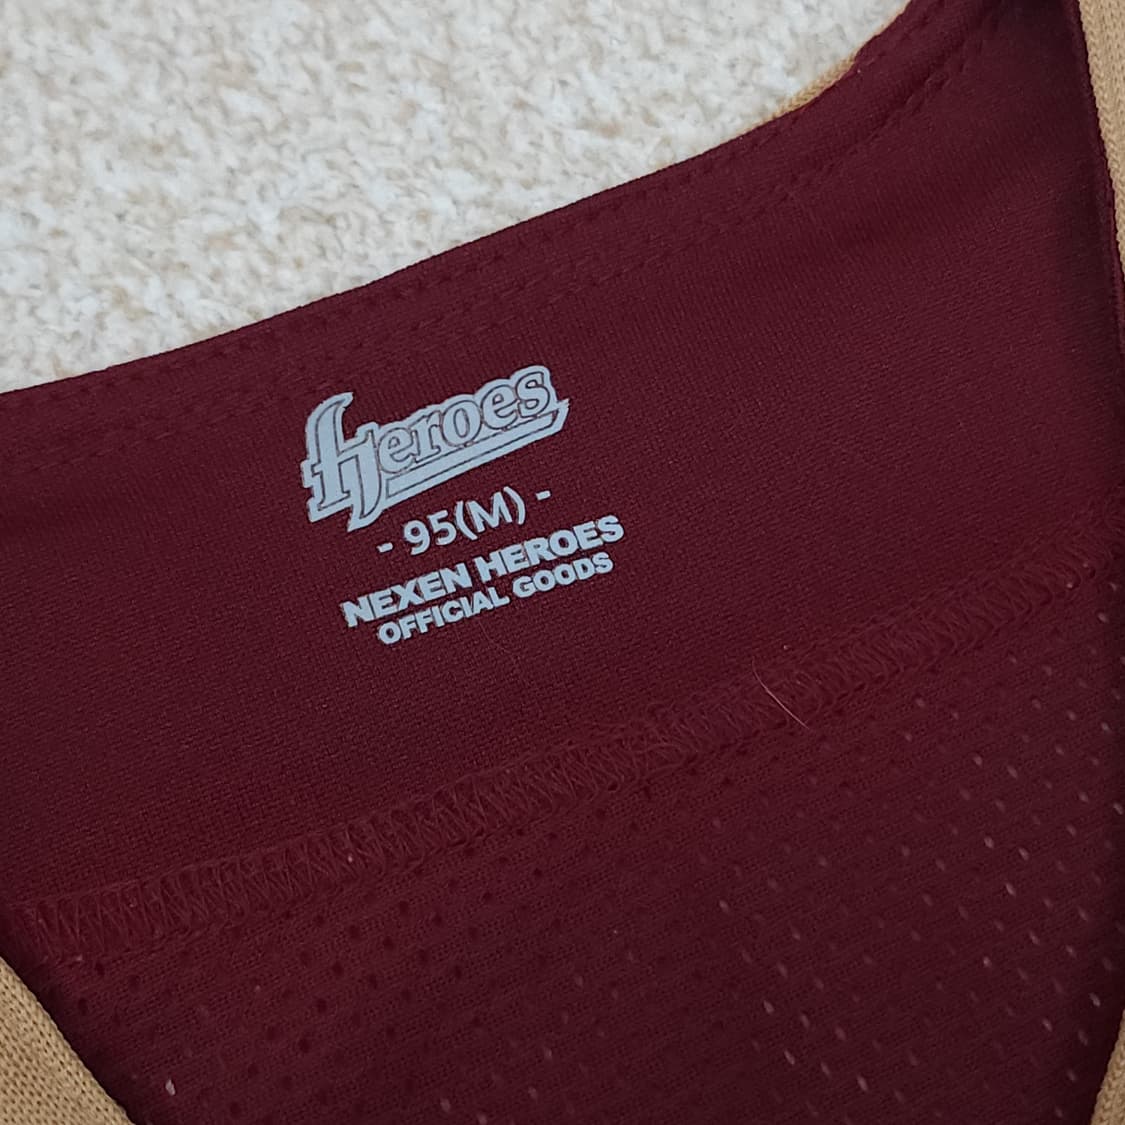 Heroes
- 95(M) -
NEXEN HEROES
OFFICIAL GOODS